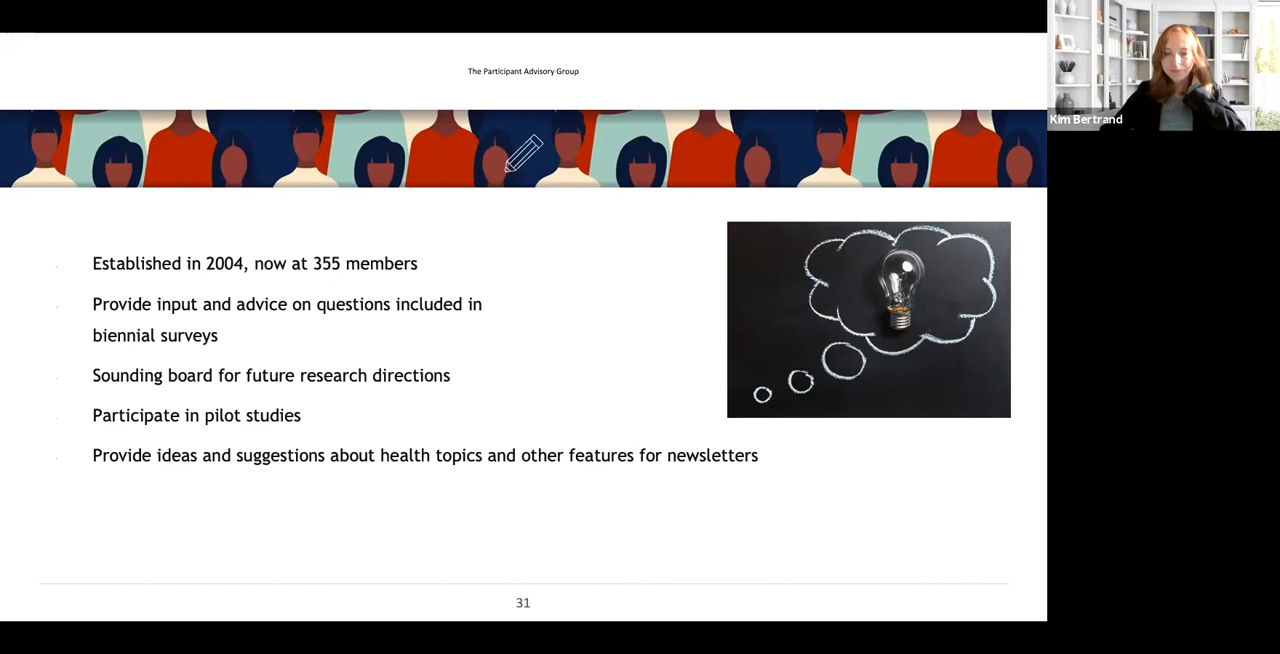 The Participant Advisory Group
Kim Bertrand
Established in 2004, now at 355 members
Provide input and advice on questions included in
biennial surveys
Sounding board for future research directions
Participate in pilot studies
Provide ideas and suggestions about health topics and other features for newsletters
31